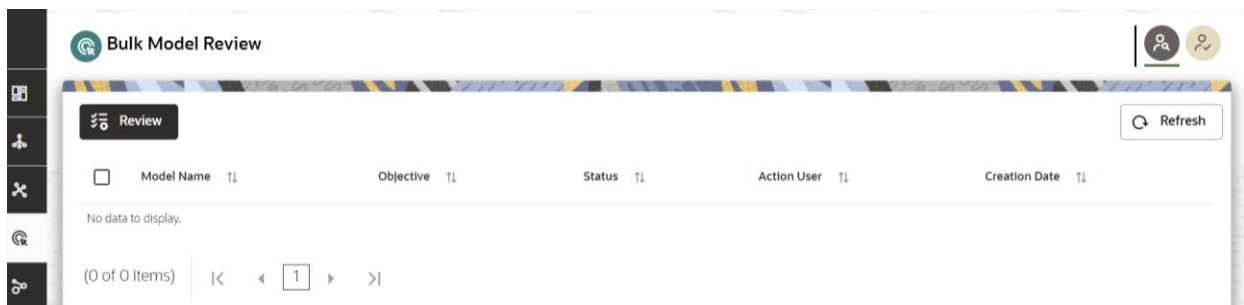 Bulk Model Review
Review
Refresh
Model Name Objective Status Action User Creation Date
No data to display.
(0 of 0 items) 1